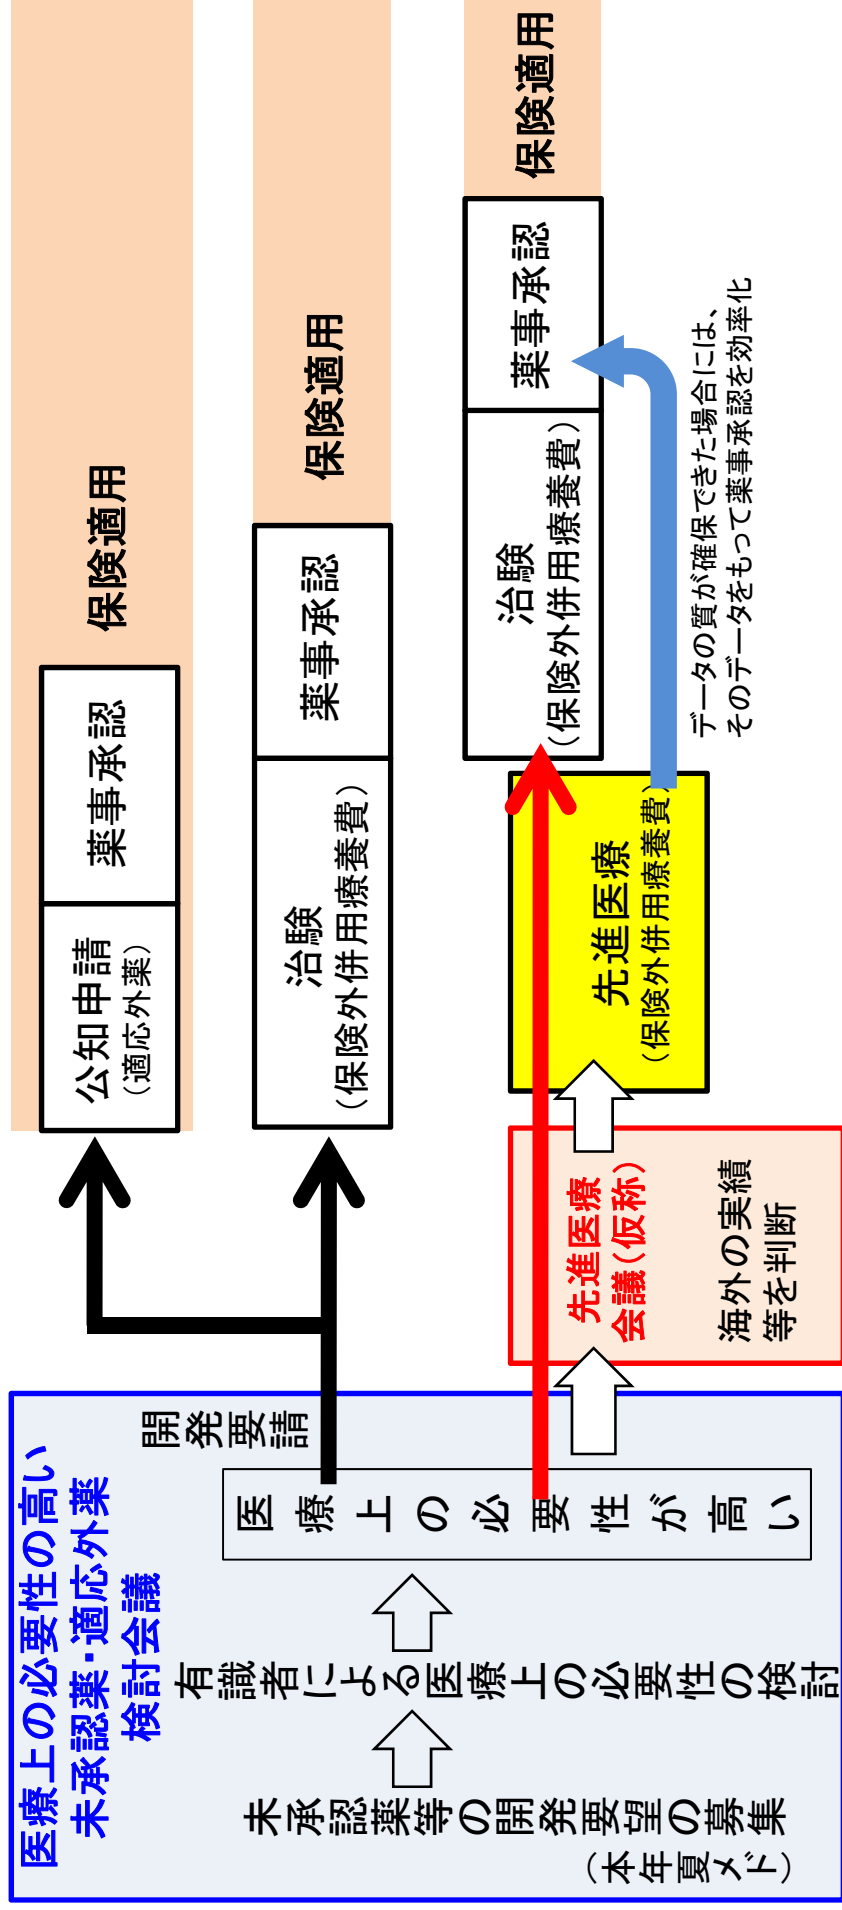 医療上の必要性の高い
未承認薬・適応外薬
検討会議
未承認薬等の開発要望の募集
（本年夏メド）
有識者による医療上の必要性の検討
医療上の必要性が高い
開発
要請
公知申請
（適応外薬）
薬事承認
保険適用
治験
（保険外併用療養費）
薬事承認
保険適用
先進医療
会議（仮称）
海外の実績
等を判断
先進医療
（保険外併用療養費）
治験
（保険外併用療養費）
薬事承認
保険適用
データの質が確保できた場合には、
そのデータをもって薬事承認を効率化